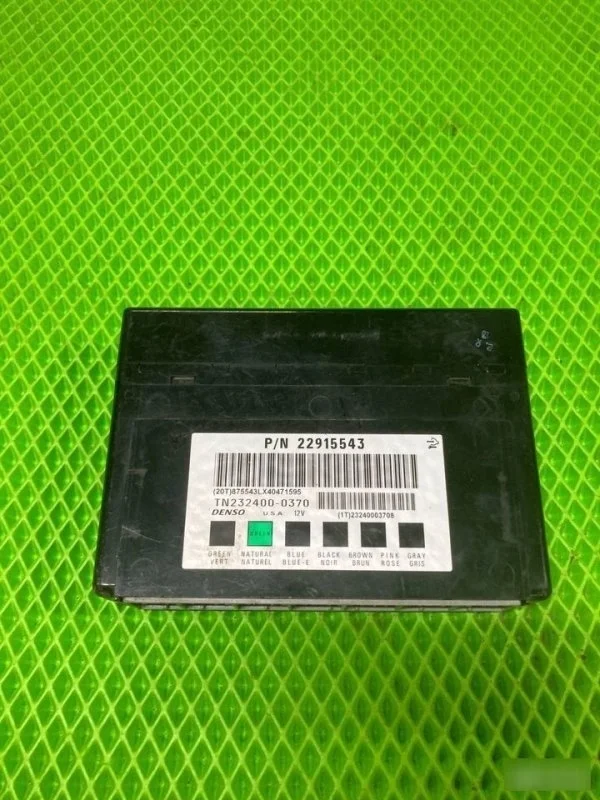 P/N 22915543
(20T)875543LX40471595
TN232400-0370
DENSO U.S.A 12V
(1T)23240003708
GREEN NATURAL BLUE BLACK BROWN PINK GRAY
VERT NATUREL BLUE-E NOIR BRUN ROSE GRIS